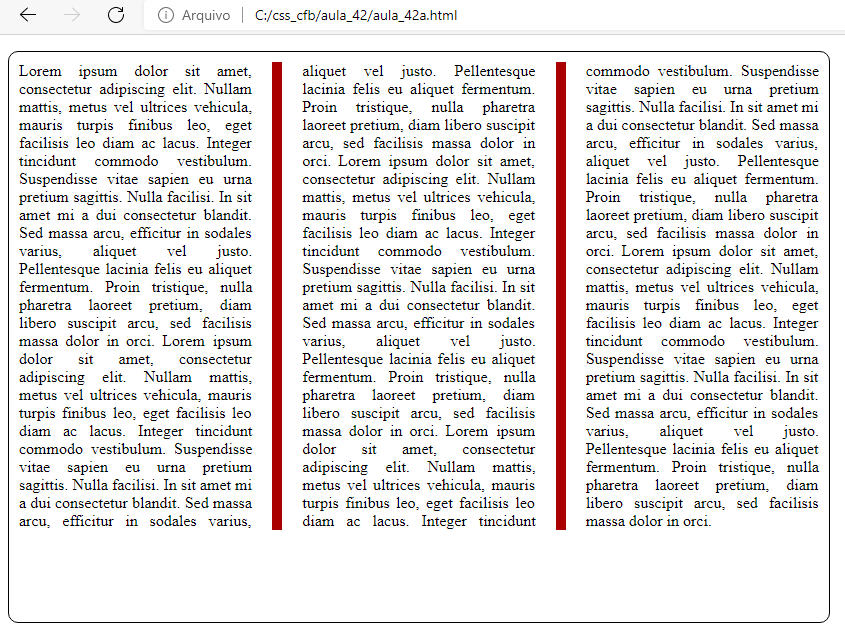 Arquivo C:/css_cfb/aula_42/aula_42a.html
Lorem ipsum dolor sit amet,
consectetur adipiscing elit. Nullam
mattis, metus vel ultrices vehicula,
mauris turpis finibus leo, eget
facilisis leo diam ac lacus. Integer
tincidunt commodo vestibulum.
Suspendisse vitae sapien eu urna
pretium sagittis. Nulla facilisi. In sit
amet mi a dui consectetur blandit.
Sed massa arcu, efficitur in sodales
varius, aliquet vel justo.
Pellentesque lacinia felis eu aliquet
fermentum. Proin tristique, nulla
pharetra laoreet pretium, diam
libero suscipit arcu, sed facilisis
massa dolor in orci. Lorem ipsum
dolor sit amet, consectetur
adipiscing elit. Nullam mattis,
metus vel ultrices vehicula, mauris
turpis finibus leo, eget facilisis leo
diam ac lacus. Integer tincidunt
commodo vestibulum. Suspendisse
vitae sapien eu urna pretium
sagittis. Nulla facilisi. In sit amet mi
a dui consectetur blandit. Sed massa
arcu, efficitur in sodales varius,
aliquet vel justo. Pellentesque
lacinia felis eu aliquet fermentum.
Proin tristique, nulla pharetra
laoreet pretium, diam libero suscipit
arcu, sed facilisis massa dolor in
orci. Lorem ipsum dolor sit amet,
consectetur adipiscing elit. Nullam
mattis, metus vel ultrices vehicula,
mauris turpis finibus leo, eget
facilisis leo diam ac lacus. Integer
tincidunt commodo vestibulum.
Suspendisse vitae sapien eu urna
pretium sagittis. Nulla facilisi. In sit
amet mi a dui consectetur blandit.
Sed massa arcu, efficitur in sodales
varius, aliquet vel justo.
Pellentesque lacinia felis eu aliquet
fermentum. Proin tristique, nulla
pharetra laoreet pretium, diam
libero suscipit arcu, sed facilisis
massa dolor in orci. Lorem ipsum
dolor sit amet, consectetur
adipiscing elit. Nullam mattis,
metus vel ultrices vehicula, mauris
turpis finibus leo, eget facilisis leo
diam ac lacus. Integer tincidunt
commodo vestibulum. Suspendisse
vitae sapien eu urna pretium
sagittis. Nulla facilisi. In sit amet mi
a dui consectetur blandit. Sed massa
arcu, efficitur in sodales varius,
aliquet vel justo. Pellentesque
lacinia felis eu aliquet fermentum.
Proin tristique, nulla pharetra
laoreet pretium, diam libero suscipit
arcu, sed facilisis massa dolor in
orci. Lorem ipsum dolor sit amet,
consectetur adipiscing elit. Nullam
mattis, metus vel ultrices vehicula,
mauris turpis finibus leo, eget
facilisis leo diam ac lacus. Integer
tincidunt commodo vestibulum.
Suspendisse vitae sapien eu urna
pretium sagittis. Nulla facilisi. In sit
amet mi a dui consectetur blandit.
Sed massa arcu, efficitur in sodales
varius, aliquet vel justo.
Pellentesque lacinia felis eu aliquet
fermentum. Proin tristique, nulla
pharetra laoreet pretium, diam
libero suscipit arcu, sed facilisis
massa dolor in orci.